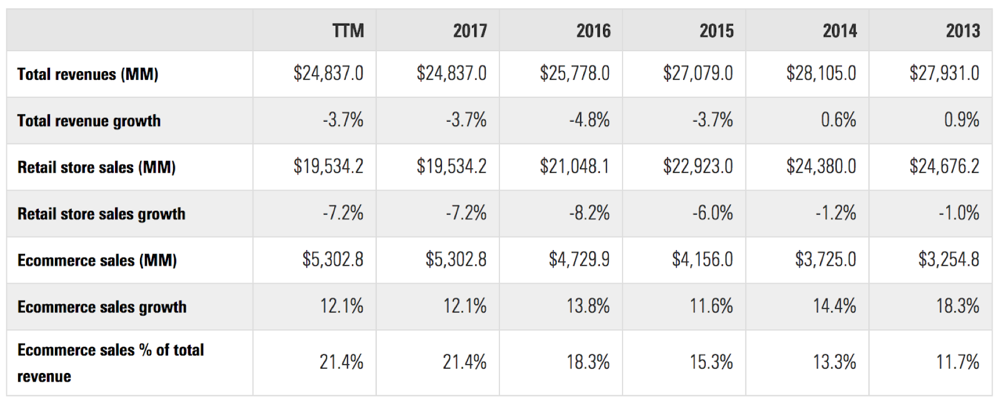 TTM 2017 2016 2015 2014 2013
Total revenues (MM) $24,837.0 $24,837.0 $25,778.0 $27,079.0 $28,105.0 $27,931.0
Total revenue growth -3.7% -3.7% -4.8% -3.7% 0.6% 0.9%
Retail store sales (MM) $19,534.2 $19,534.2 $21,048.1 $22,923.0 $24,380.0 $24,676.2
Retail store sales growth -7.2% -7.2% -8.2% -6.0% -1.2% -1.0%
Ecommerce sales (MM) $5,302.8 $5,302.8 $4,729.9 $4,156.0 $3,725.0 $3,254.8
Ecommerce sales growth 12.1% 12.1% 13.8% 11.6% 14.4% 18.3%
Ecommerce sales % of total
revenue 21.4% 21.4% 18.3% 15.3% 13.3% 11.7%